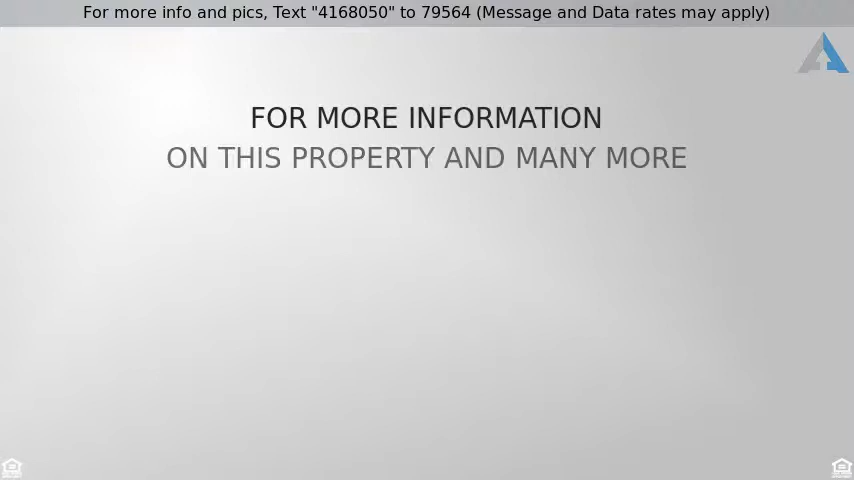 For more info and pics, Text "4168050" to 79564 (Message and Data rates may apply)
FOR MORE INFORMATION
ON THIS PROPERTY AND MANY MORE